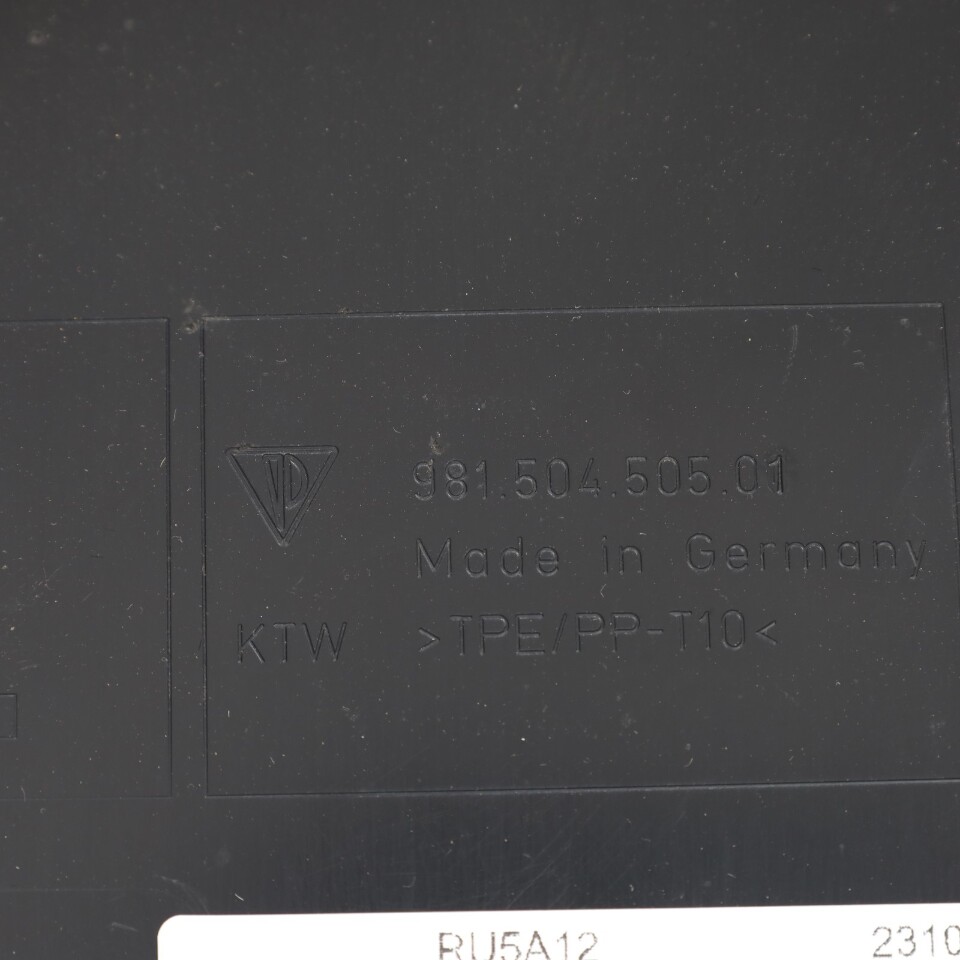 981.504.505.01
Made in Germany
KTW >TPE/PP-T10<
RU5A12 2310